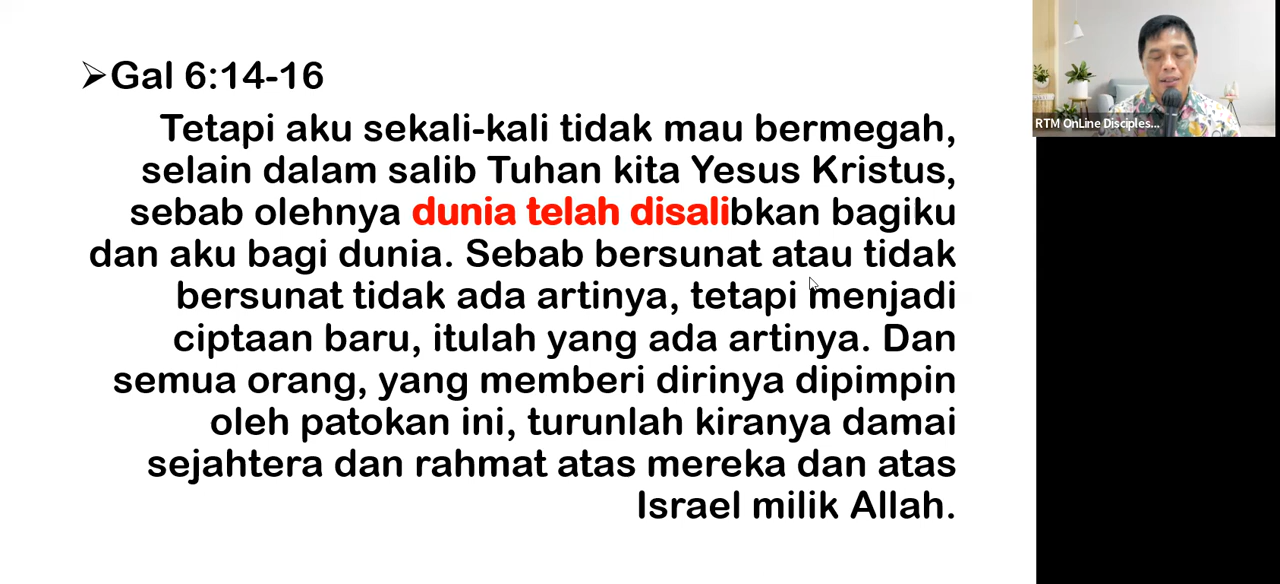 ➢Gal 6:14-16
Tetapi aku sekali-kali tidak mau bermegah,
selain dalam salib Tuhan kita Yesus Kristus,
sebab olehnya dunia telah disalibkan bagiku
dan aku bagi dunia. Sebab bersunat atau tidak
bersunat tidak ada artinya, tetapi menjadi
ciptaan baru, itulah yang ada artinya. Dan
semua orang, yang memberi dirinya dipimpin
oleh patokan ini, turunlah kiranya damai
sejahtera dan rahmat atas mereka dan atas
Israel milik Allah.
RTM OnLine Disciples...